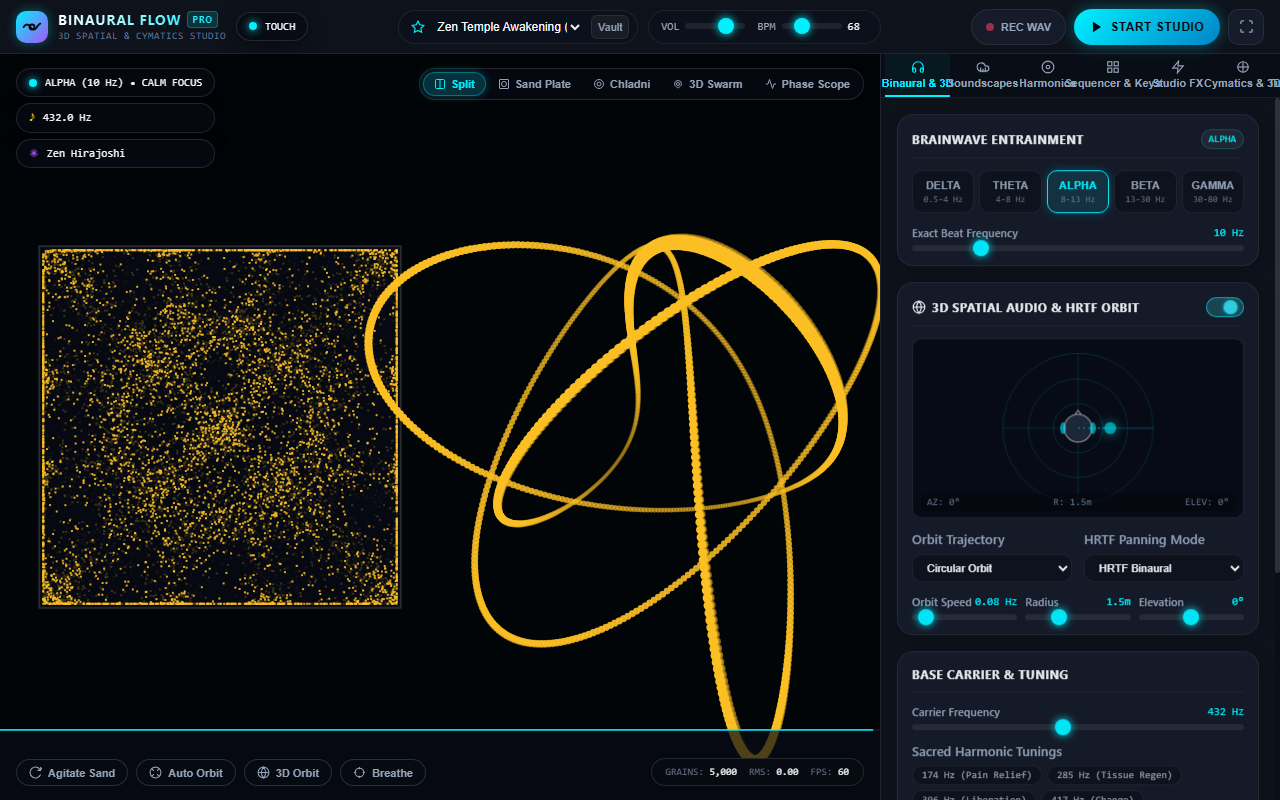 BINAURAL FLOW PRO
3D SPATIAL & CYMATICS STUDIO
TOUCH
Zen Temple Awakening (
Vault
VOL
BPM
68
REC WAV
START STUDIO
ALPHA (10 Hz) • CALM FOCUS
432.0 Hz
Zen Hirajoshi
Split
Sand Plate
Chladni
3D Swarm
Phase Scope
Binaural & 3D
Soundscapes
Harmonics
Sequencer & Keys
Studio FX
Cymatics & 3D
BRAINWAVE ENTRAINMENT
ALPHA
DELTA
0.5-4 Hz
THETA
4-8 Hz
ALPHA
8-13 Hz
BETA
13-30 Hz
GAMMA
30-80 Hz
Exact Beat Frequency
10 Hz
3D SPATIAL AUDIO & HRTF ORBIT
AZ: 0°
R: 1.5m
ELEV: 0°
Orbit Trajectory
HRTF Panning Mode
Circular Orbit
HRTF Binaural
Orbit Speed 0.08 Hz
Radius 1.5m
Elevation 0°
BASE CARRIER & TUNING
Carrier Frequency
432 Hz
Sacred Harmonic Tunings
174 Hz (Pain Relief)
285 Hz (Tissue Regen)
396 Hz (Liberation)
417 Hz (Change)
Agitate Sand
Auto Orbit
3D Orbit
Breathe
GRAINS: 5,000
RMS: 0.00
FPS: 60